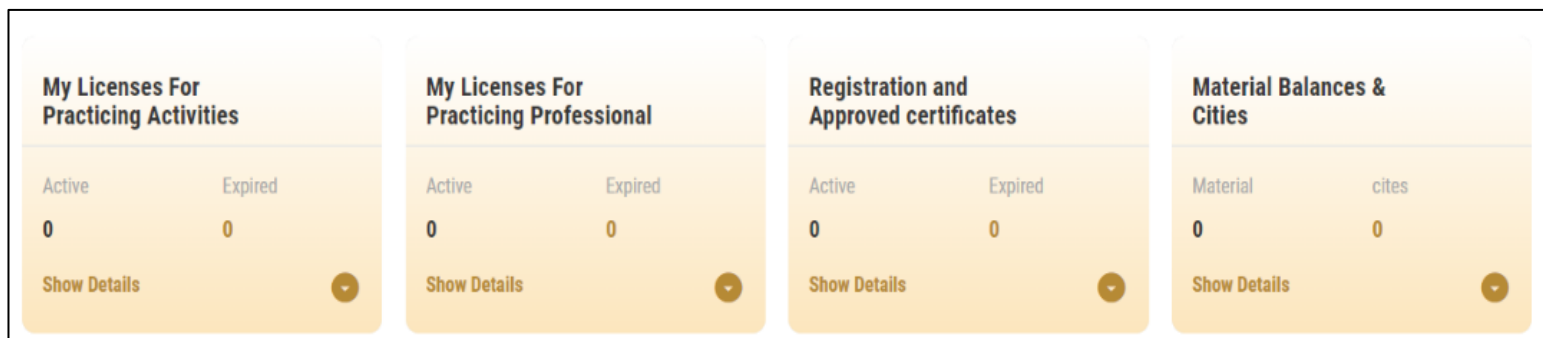 My Licenses For
Practicing Activities
Active Expired
0 0
Show Details
My Licenses For
Practicing Professional
Active Expired
0 0
Show Details
Registration and
Approved certificates
Active Expired
0 0
Show Details
Material Balances &
Cities
Material cites
0 0
Show Details